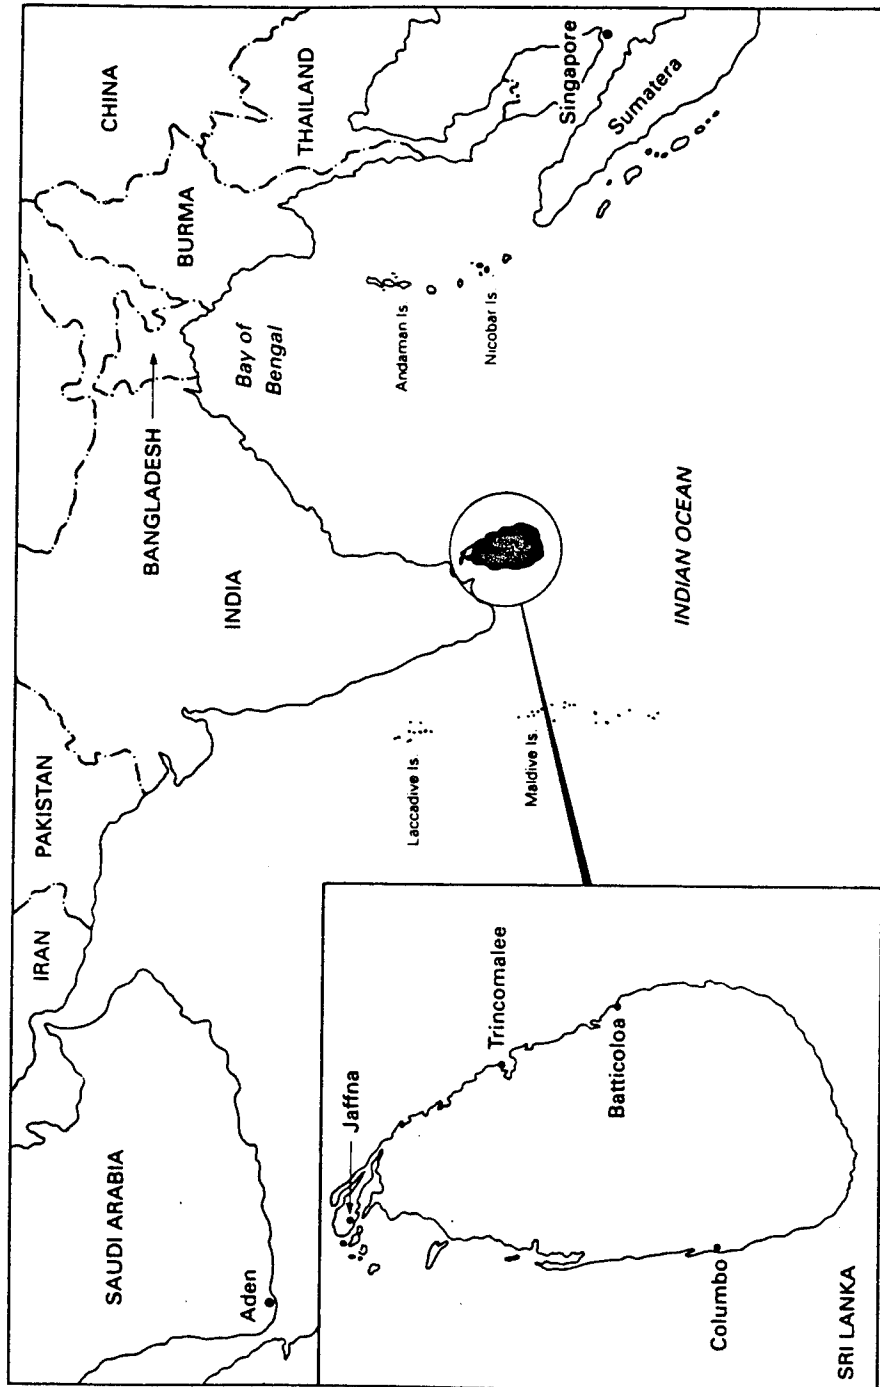 CHINA
IRAN
PAKISTAN
BURMA
THAILAND
BANGLADESH
INDIA
SAUDI ARABIA
Aden
Bay of
Bengal
Andaman Is.
Nicobar Is.
Singapore
Sumatera
Laccadive Is.
Maldive Is.
INDIAN OCEAN
Jaffna
Trincomalee
Batticoloa
Columbo
SRI LANKA